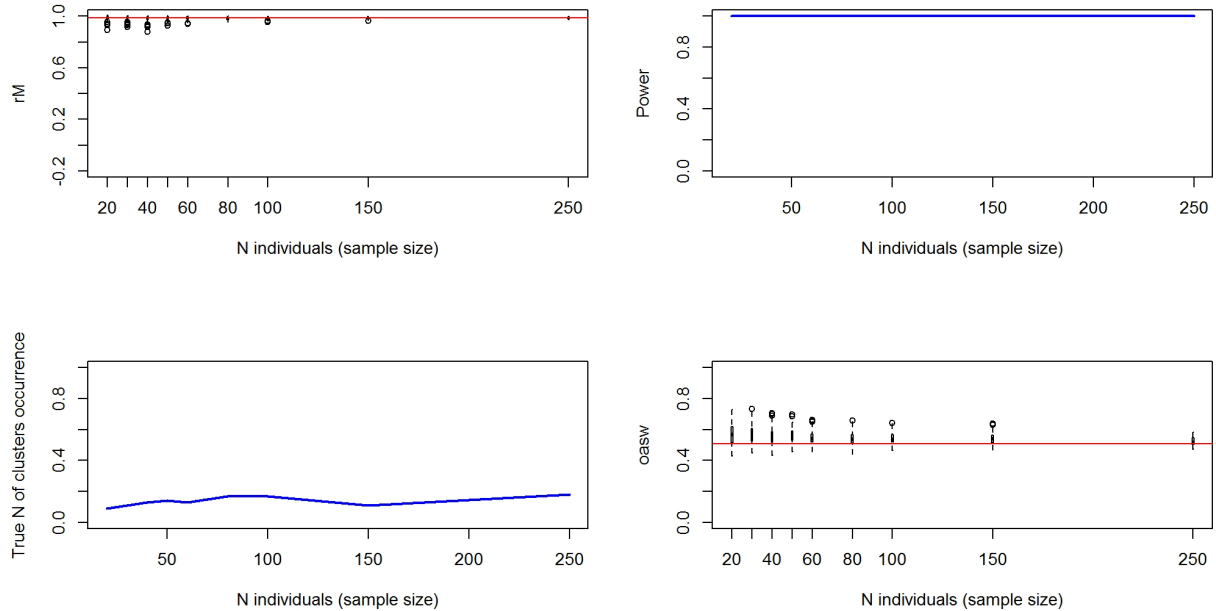 rM
-0.2 0.2 0.6 1.0
20 40 60 80 100 150 250
N individuals (sample size)
Power
0.0 0.4 0.8
50 100 150 200 250
N individuals (sample size)
True N of clusters occurrence
0.0 0.4 0.8
50 100 150 200 250
N individuals (sample size)
oasw
0.0 0.4 0.8
20 40 60 80 100 150 250
N individuals (sample size)